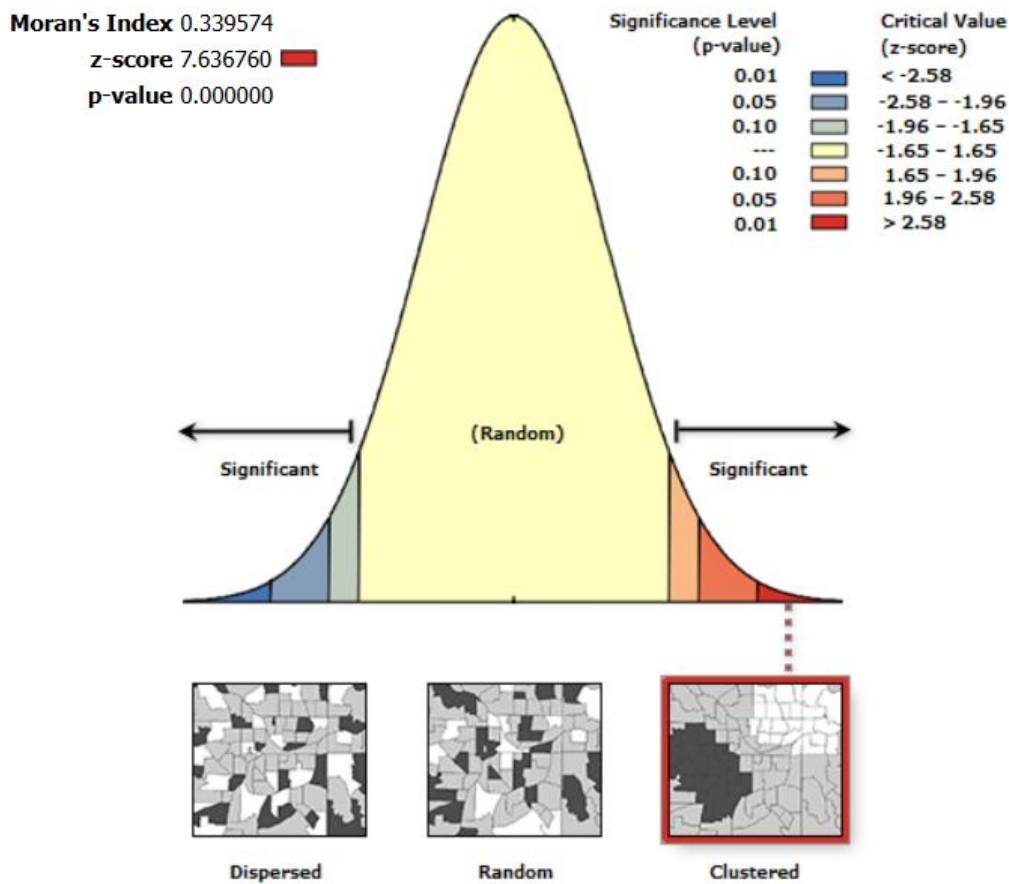 Moran's Index 0.339574
z-score 7.636760
p-value 0.000000
Significance Level
(p-value)
Critical Value
(z-score)
0.01 < -2.58
0.05 -2.58 – -1.96
0.10 -1.96 – -1.65
--- -1.65 – 1.65
0.10 1.65 – 1.96
0.05 1.96 – 2.58
0.01 > 2.58
(Random)
Significant
Significant
Dispersed
Random
Clustered